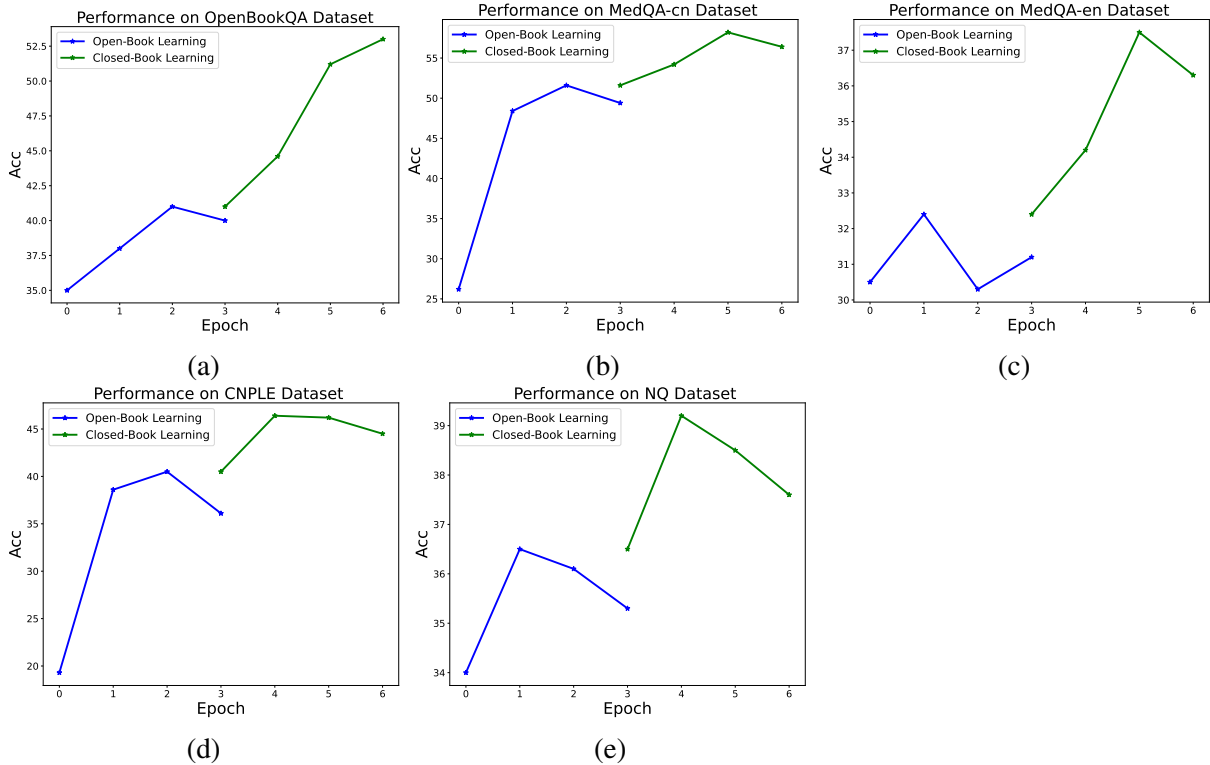 Performance on OpenBookQA Dataset
Open-Book Learning
Closed-Book Learning
52.5
50.0
47.5
45.0
42.5
40.0
37.5
35.0
Acc
0 1 2 3 4 5 6
Epoch
(a)
Performance on MedQA-cn Dataset
Open-Book Learning
Closed-Book Learning
55
50
45
40
35
30
25
Acc
0 1 2 3 4 5 6
Epoch
(b)
Performance on MedQA-en Dataset
Open-Book Learning
Closed-Book Learning
37
36
35
34
33
32
31
30
Acc
0 1 2 3 4 5 6
Epoch
(c)
Performance on CNPLE Dataset
Open-Book Learning
Closed-Book Learning
45
40
35
30
25
20
Acc
0 1 2 3 4 5 6
Epoch
(d)
Performance on NQ Dataset
Open-Book Learning
Closed-Book Learning
39
38
37
36
35
34
Acc
0 1 2 3 4 5 6
Epoch
(e)